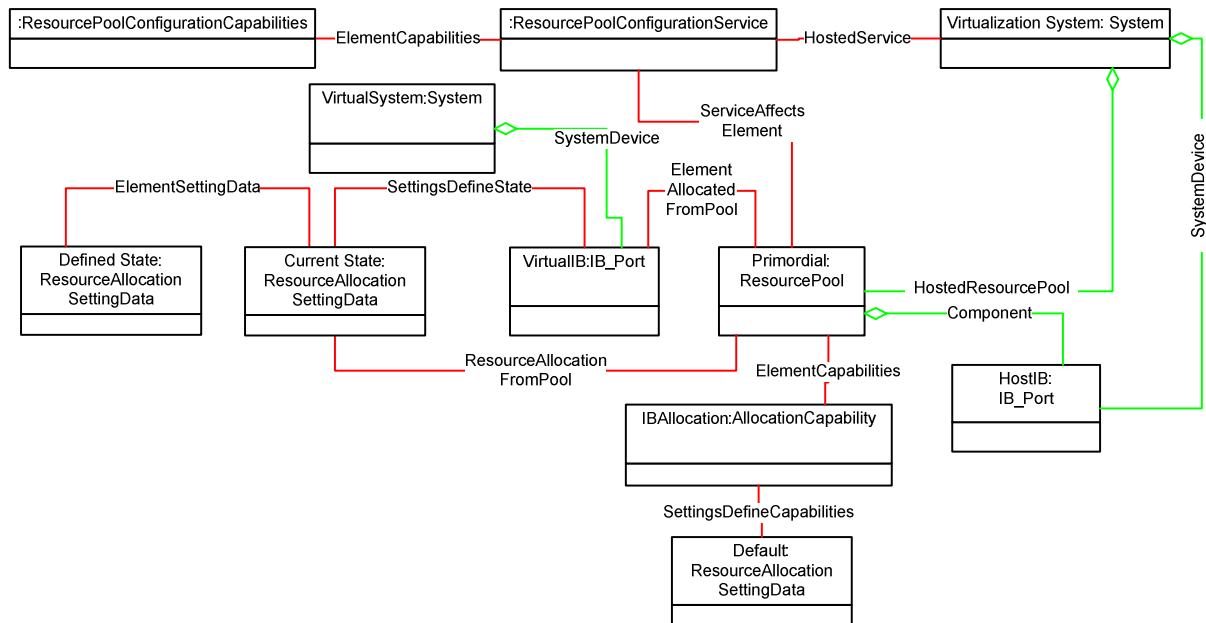 :ResourcePoolConfigurationCapabilities
ElementCapabilities
:ResourcePoolConfigurationService
HostedService
Virtualization System: System
VirtualSystem:System
ServiceAffects
Element
SystemDevice
SystemDevice
ElementSettingData
SettingsDefineState
Element
Allocated
FromPool
Defined State:
ResourceAllocation
SettingData
Current State:
ResourceAllocation
SettingData
VirtualIB:IB_Port
Primordial:
ResourcePool
HostedResourcePool
Component
ResourceAllocation
FromPool
ElementCapabilities
HostIB:
IB_Port
IBAllocation:AllocationCapability
SettingsDefineCapabilities
Default:
ResourceAllocation
SettingData